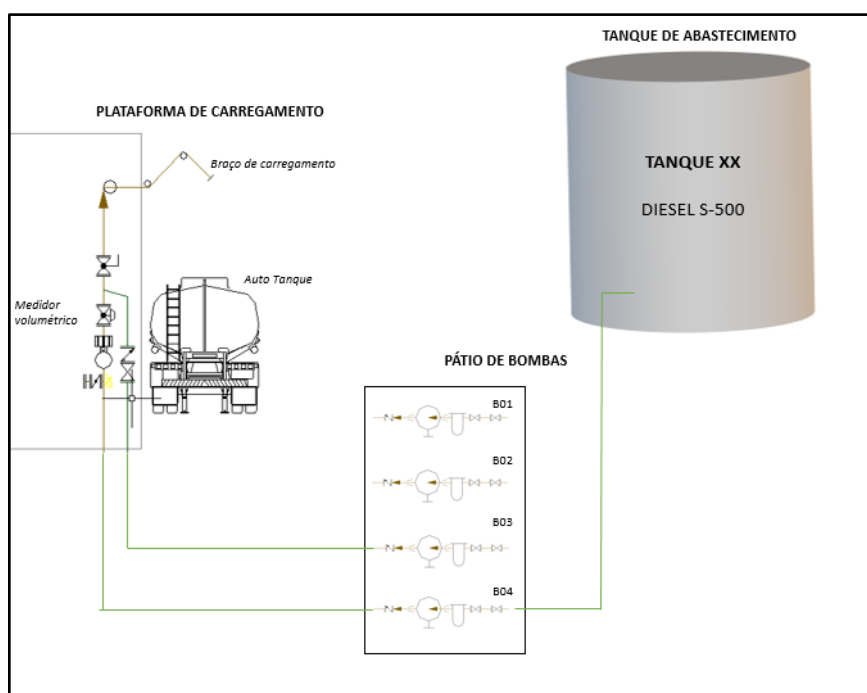 TANQUE DE ABASTECIMENTO
PLATAFORMA DE CARREGAMENTO
Braço de carregamento
TANQUE XX
DIESEL S-500
Auto Tanque
Medidor
volumétrico
PÁTIO DE BOMBAS
B01
B02
B03
B04